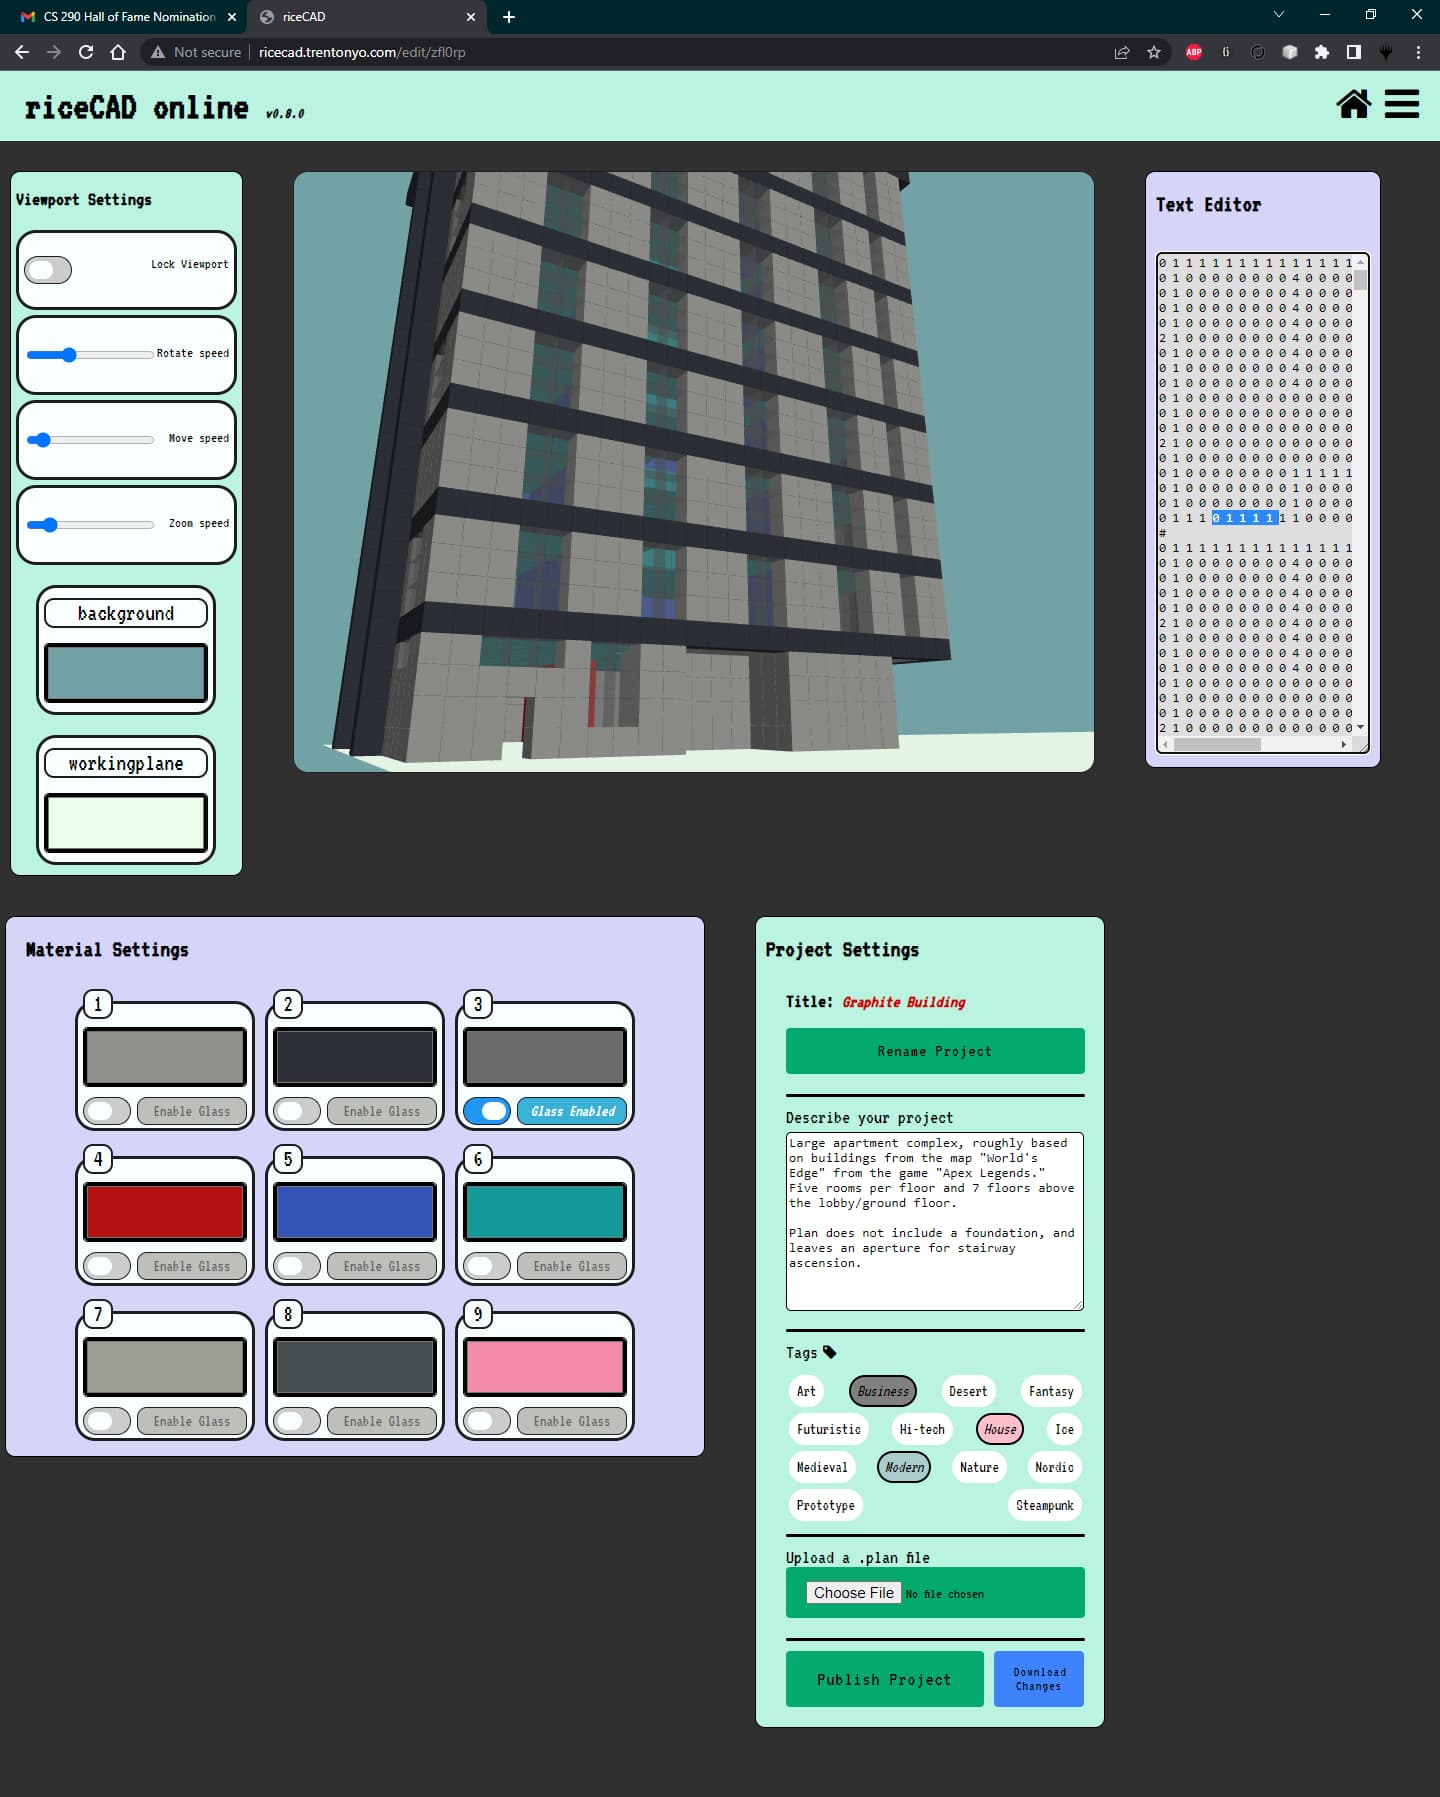 CS 290 Hall of Fame Nomination
riceCAD
Not secure | ricecad.trentonyo.com/edit/zfl0rp
ABP
riceCAD online v0.8.0
Viewport Settings
Lock Viewport
Rotate speed
Move speed
Zoom speed
background
workingplane
Text Editor
0 1 1 1 1 1 1 1 1 1 1 1 1 1 1
0 1 0 0 0 0 0 0 0 0 4 0 0 0 0
0 1 0 0 0 0 0 0 0 0 4 0 0 0 0
0 1 0 0 0 0 0 0 0 0 4 0 0 0 0
0 1 0 0 0 0 0 0 0 0 4 0 0 0 0
2 1 0 0 0 0 0 0 0 0 4 0 0 0 0
0 1 0 0 0 0 0 0 0 0 4 0 0 0 0
0 1 0 0 0 0 0 0 0 0 4 0 0 0 0
0 1 0 0 0 0 0 0 0 0 4 0 0 0 0
0 1 0 0 0 0 0 0 0 0 0 0 0 0 0
0 1 0 0 0 0 0 0 0 0 0 0 0 0 0
0 1 0 0 0 0 0 0 0 0 0 0 0 0 0
2 1 0 0 0 0 0 0 0 0 0 0 0 0 0
0 1 0 0 0 0 0 0 0 0 0 0 0 0 0
0 1 0 0 0 0 0 0 0 0 1 1 1 1 1
0 1 0 0 0 0 0 0 0 0 1 0 0 0 0
0 1 0 0 0 0 0 0 0 0 1 0 0 0 0
0 1 1 1 0 1 1 1 1 1 1 0 0 0 0
#
0 1 1 1 1 1 1 1 1 1 1 1 1 1 1
0 1 0 0 0 0 0 0 0 0 4 0 0 0 0
0 1 0 0 0 0 0 0 0 0 4 0 0 0 0
0 1 0 0 0 0 0 0 0 0 4 0 0 0 0
0 1 0 0 0 0 0 0 0 0 4 0 0 0 0
2 1 0 0 0 0 0 0 0 0 4 0 0 0 0
0 1 0 0 0 0 0 0 0 0 4 0 0 0 0
0 1 0 0 0 0 0 0 0 0 4 0 0 0 0
0 1 0 0 0 0 0 0 0 0 4 0 0 0 0
0 1 0 0 0 0 0 0 0 0 0 0 0 0 0
0 1 0 0 0 0 0 0 0 0 0 0 0 0 0
0 1 0 0 0 0 0 0 0 0 0 0 0 0 0
2 1 0 0 0 0 0 0 0 0 0 0 0 0 0
Material Settings
1 2 3
Enable Glass Enable Glass Glass Enabled
4 5 6
Enable Glass Enable Glass Enable Glass
7 8 9
Enable Glass Enable Glass Enable Glass
Project Settings
Title: Graphite Building
Rename Project
Describe your project
Large apartment complex, roughly based
on buildings from the map "World's
Edge" from the game "Apex Legends."
Five rooms per floor and 7 floors above
the lobby/ground floor.
Plan does not include a foundation, and
leaves an aperture for stairway
ascension.
Tags
Art Business Desert Fantasy
Futuristic Hi-tech House Ice
Medieval Modern Nature Nordic
Prototype Steampunk
Upload a .plan file
Choose File No file chosen
Publish Project
Download
Changes